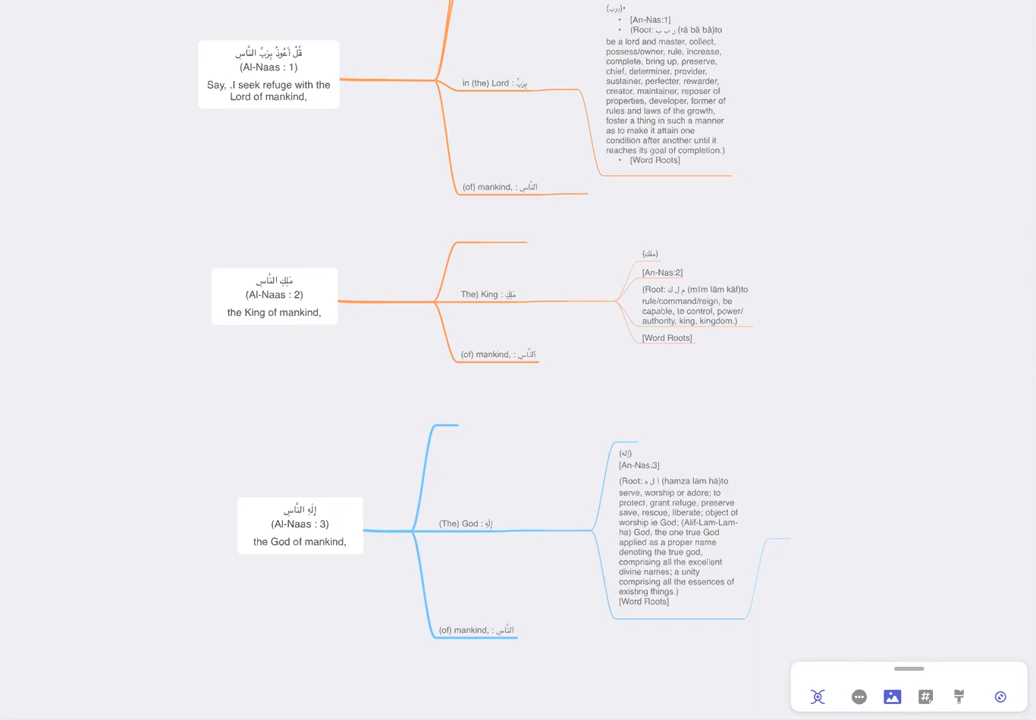 قُلْ أَعُوذُ بِرَبِّ النَّاسِ
(Al-Naas : 1)
Say, .I seek refuge with the
Lord of mankind,
in (the) Lord : بِرَبِّ
(of) mankind, : ٱلنَّاسِ
(بِرَبِّ)•
• [An-Nas:1]
• (Root: ر ب ب (rā bā bā)to
be a lord and master, collect,
possess/owner, rule, increase,
complete, bring up, preserve,
chief, determiner, provider,
sustainer, perfecter, rewarder,
creator, maintainer, reposer of
properties, developer, former of
rules and laws of the growth,
foster a thing in such a manner
as to make it attain one
condition after another until it
reaches its goal of completion.)
• [Word Roots]
مَلِكِ النَّاسِ
(Al-Naas : 2)
the King of mankind,
The) King : مَلِكِ
(of) mankind, : ٱلنَّاسِ
(ملك)
[An-Nas:2]
(Root: م ل ك (mīm lām kāf)to
rule/command/reign, be
capable, to control, power/
authority, king, kingdom.)
[Word Roots]
إِلَٰهِ النَّاسِ
(Al-Naas : 3)
the God of mankind,
(The) God : إِلَٰهِ
(of) mankind, : ٱلنَّاسِ
(إله)
[An-Nas:3]
(Root: أ ل ه (hamza lam hā)to
serve, worship or adore; to
protect, grant refuge, preserve
save, rescue, liberate; object of
worship ie God; (Alif-Lam-Lam-
ha) God, the one true God
applied as a proper name
denoting the true god,
comprising all the excellent
divine names; a unity
comprising all the essences of
existing things.)
[Word Roots]